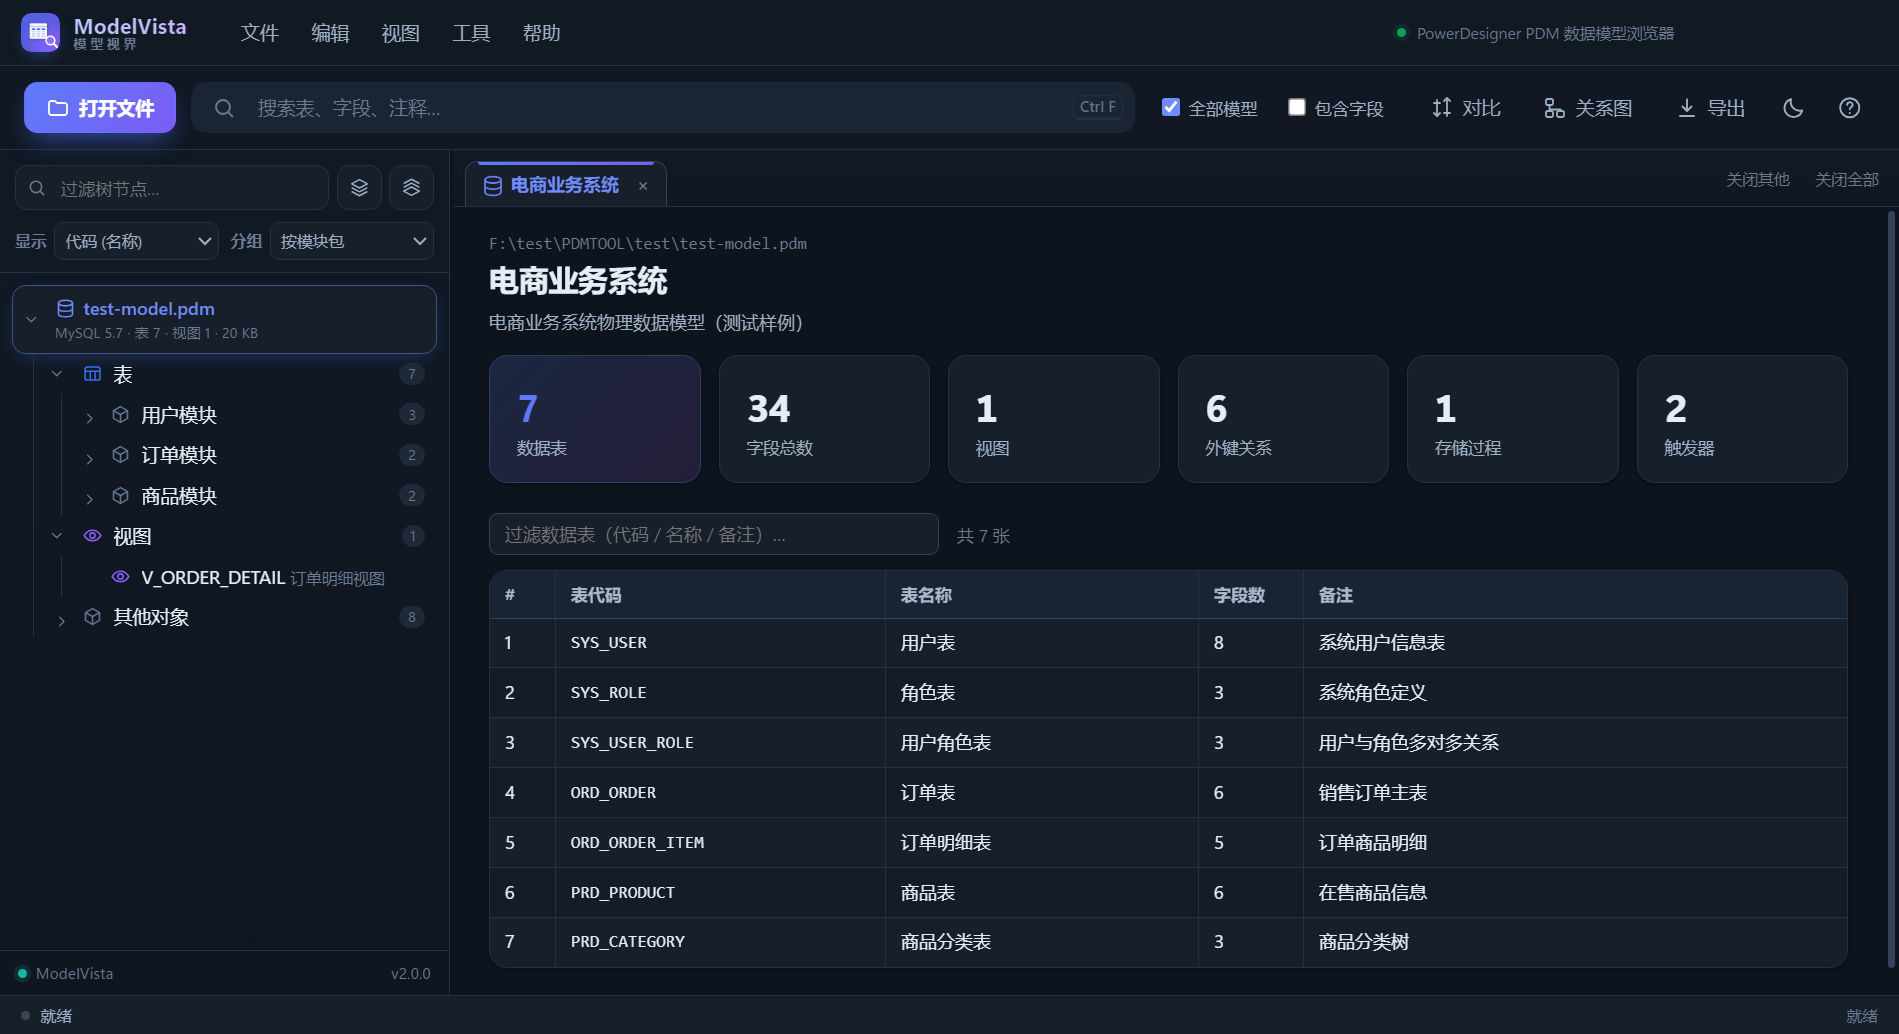 ModelVista
模型视界
文件 编辑 视图 工具 帮助
PowerDesigner PDM 数据模型浏览器
打开文件
搜索表、字段、注释...
Ctrl F
全部模型
包含字段
对比
关系图
导出
过滤树节点...
显示 代码 (名称) 分组 按模块包
test-model.pdm
MySQL 5.7 · 表 7 · 视图 1 · 20 KB
表 7
用户模块 3
订单模块 2
商品模块 2
视图 1
V_ORDER_DETAIL 订单明细视图
其他对象 8
ModelVista v2.0.0
电商业务系统 ×
关闭其他 关闭全部
F:\test\PDMTOOL\test\test-model.pdm
电商业务系统
电商业务系统物理数据模型（测试样例）
7 34 1 6 1 2
数据表 字段总数 视图 外键关系 存储过程 触发器
过滤数据表（代码 / 名称 / 备注）... 共 7 张
# 表代码 表名称 字段数 备注
1 SYS_USER 用户表 8 系统用户信息表
2 SYS_ROLE 角色表 3 系统角色定义
3 SYS_USER_ROLE 用户角色表 3 用户与角色多对多关系
4 ORD_ORDER 订单表 6 销售订单主表
5 ORD_ORDER_ITEM 订单明细表 5 订单商品明细
6 PRD_PRODUCT 商品表 6 在售商品信息
7 PRD_CATEGORY 商品分类表 3 商品分类树
就绪 就绪